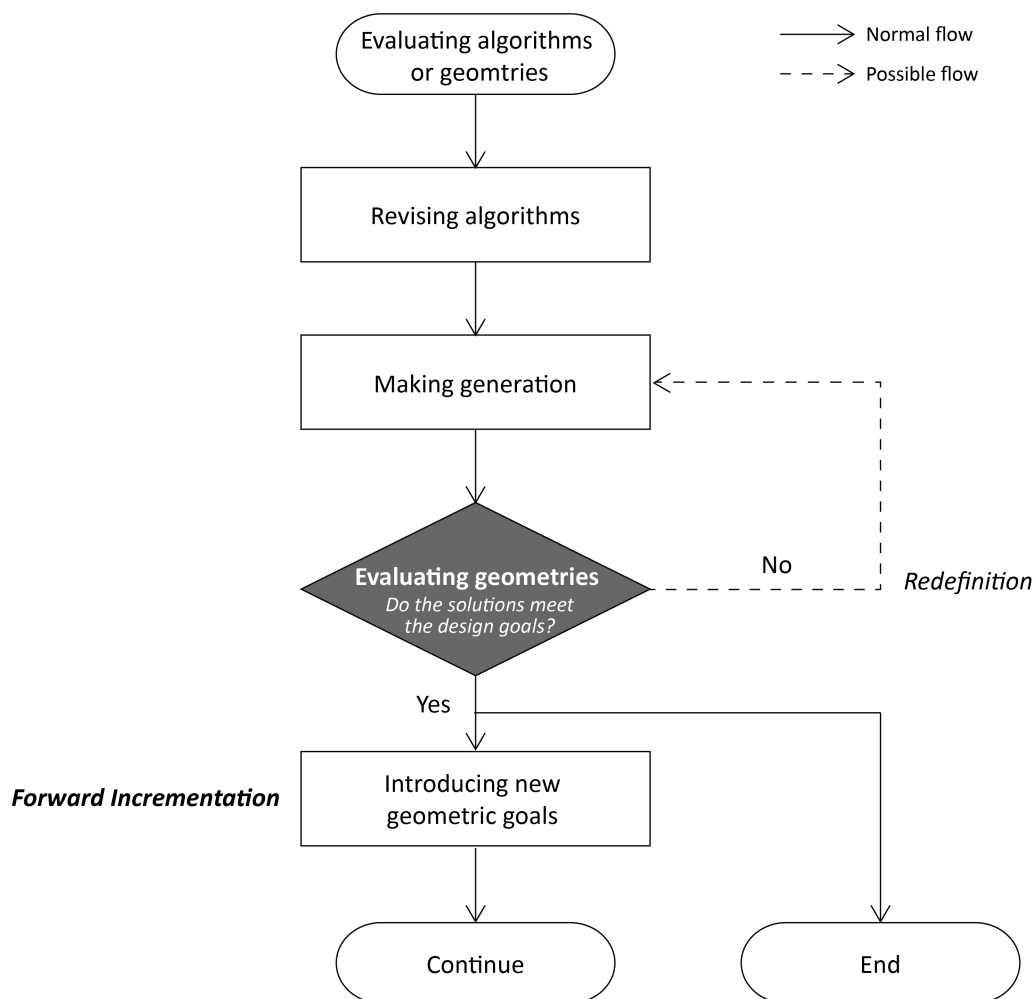 Evaluating algorithms
or geomtries
Normal flow
Possible flow
Revising algorithms
Making generation
Evaluating geometries
Do the solutions meet
the design goals?
No
Redefinition
Yes
Forward Incrementation
Introducing new
geometric goals
Continue
End